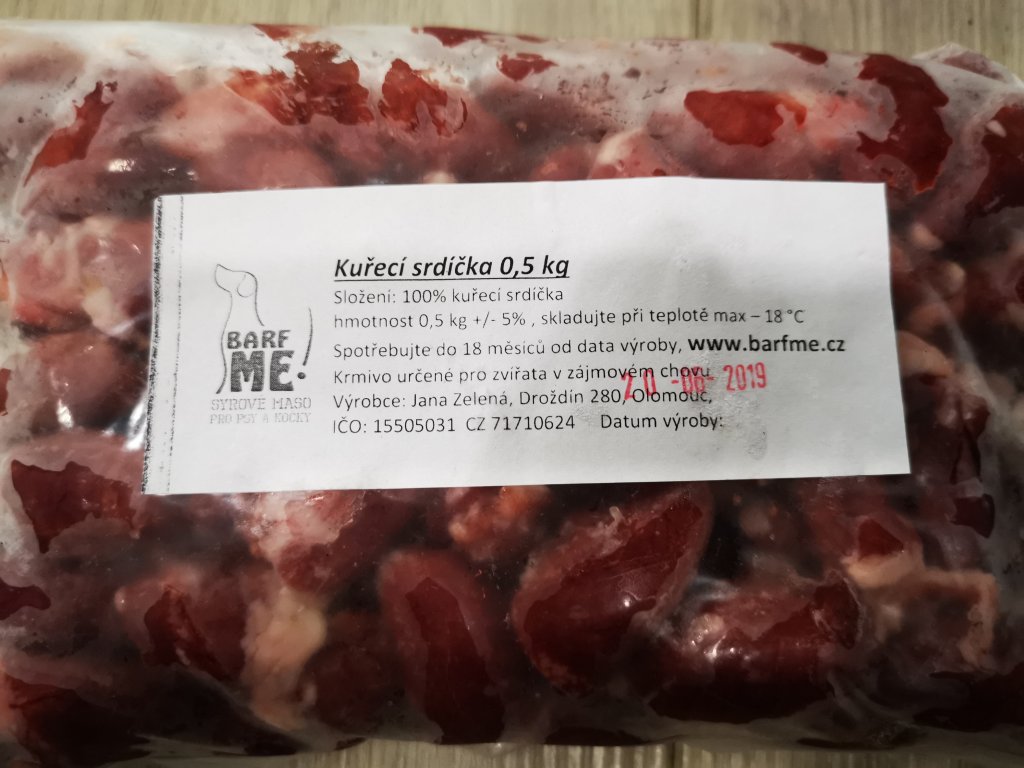 BARF
ME!
SYROVÉ MASO
PRO PSY A KOČKY
Kuřecí srdíčka 0,5 kg
Složení: 100% kuřecí srdíčka
hmotnost 0,5 kg +/- 5% , skladujte při teplotě max – 18 °C
Spotřebujte do 18 měsíců od data výroby, www.barfme.cz
Krmivo určené pro zvířata v zájmovém chovu
20 -06- 2019
Výrobce: Jana Zelená, Droždín 280, Olomouc,
IČO: 15505031 CZ 71710624 Datum výroby: